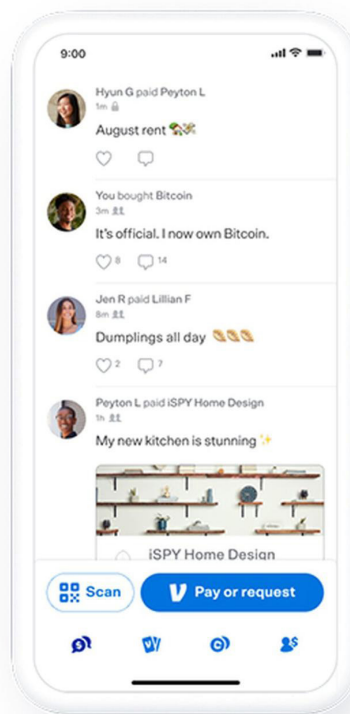 9:00
Hyun G paid Peyton L
1m
August rent 🏡💸
You bought Bitcoin
3m
It's official. I now own Bitcoin.
8 14
Jen R paid Lillian F
8m
Dumplings all day 🥟🥟🥟
2 7
Peyton L paid iSPY Home Design
1h
My new kitchen is stunning ✨
iSPY Home Design
Scan
Pay or request